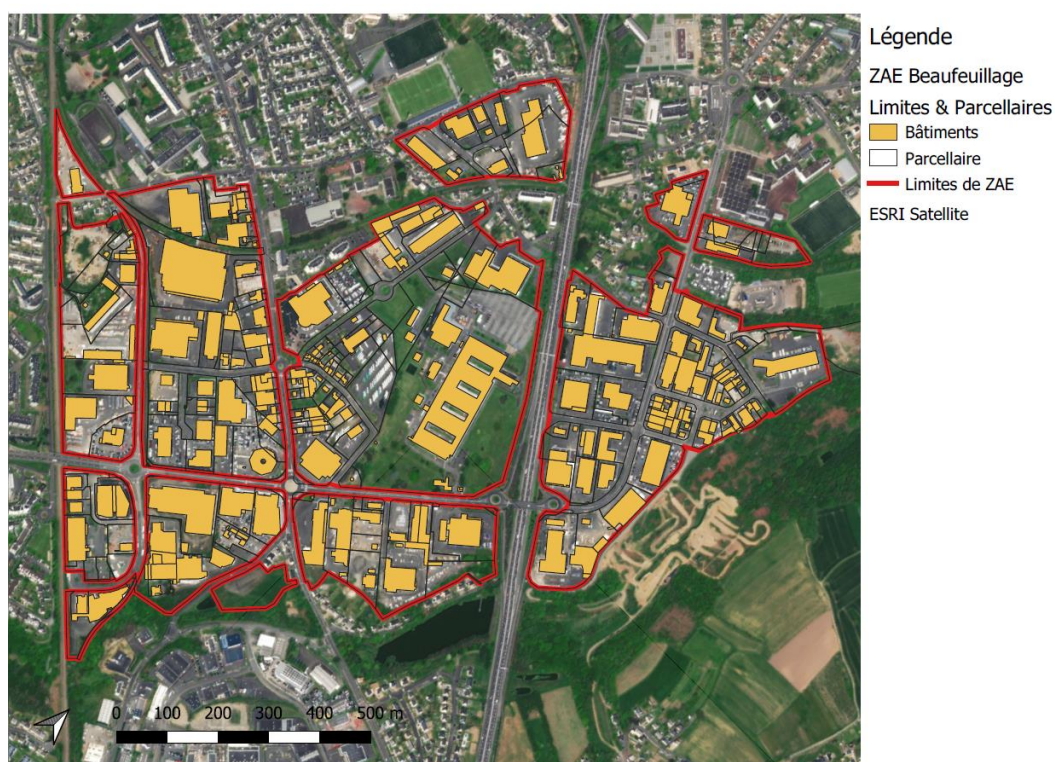 Légende
ZAE Beaufeuillage
Limites & Parcellaires
Bâtiments
Parcellaire
Limites de ZAE
ESRI Satellite
0 100 200 300 400 500 m